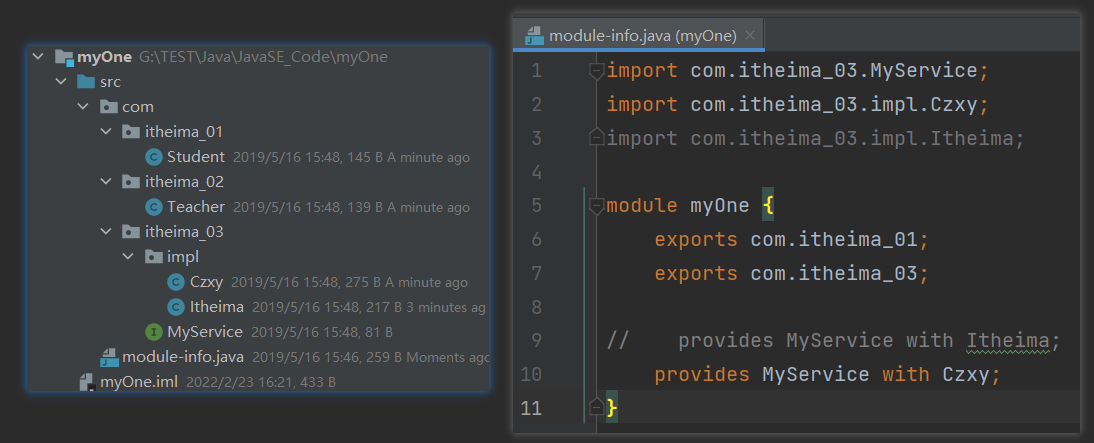 myOne G:\TEST\Java\JavaSE_Code\myOne
src
com
itheima_01
Student 2019/5/16 15:48, 145 B A minute ago
itheima_02
Teacher 2019/5/16 15:48, 139 B A minute ago
itheima_03
impl
Czxy 2019/5/16 15:48, 275 B A minute ago
Itheima 2019/5/16 15:48, 217 B 3 minutes ag
MyService 2019/5/16 15:48, 81 B
module-info.java 2019/5/16 15:46, 259 B Moments ago
myOne.iml 2022/2/23 16:21, 433 B
module-info.java (myOne)
1 import com.itheima_03.MyService;
2 import com.itheima_03.impl.Czxy;
3 import com.itheima_03.impl.Itheima;
4
5 module myOne {
6 exports com.itheima_01;
7 exports com.itheima_03;
8
9 // provides MyService with Itheima;
10 provides MyService with Czxy;
11 }